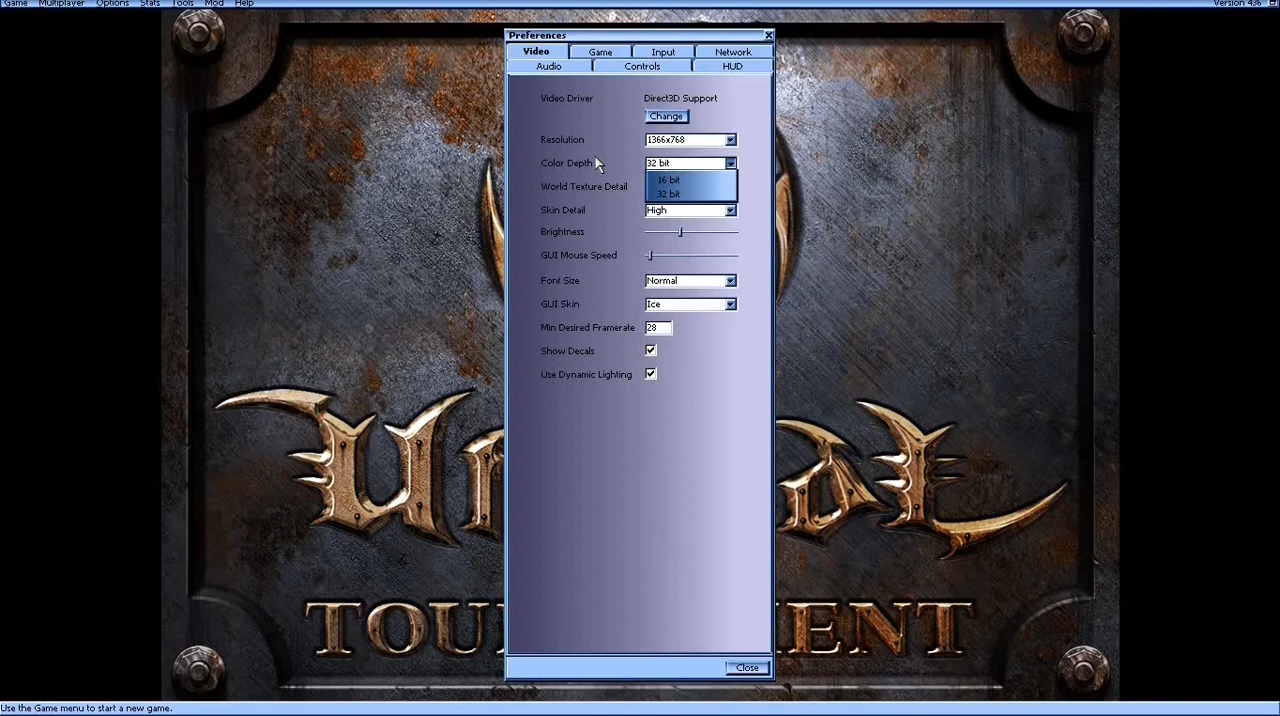 Game Multiplayer Options Stats Tools Mod Help Version 436
Preferences
Video Game Input Network
Audio Controls HUD
Video Driver Direct3D Support
Change
Resolution 1366x768
Color Depth 32 bit
16 bit
World Texture Detail
32 bit
Skin Detail High
Brightness
GUI Mouse Speed
Font Size Normal
GUI Skin Ice
Min Desired Framerate 28
Show Decals
Use Dynamic Lighting
Close
Use the Game menu to start a new game.